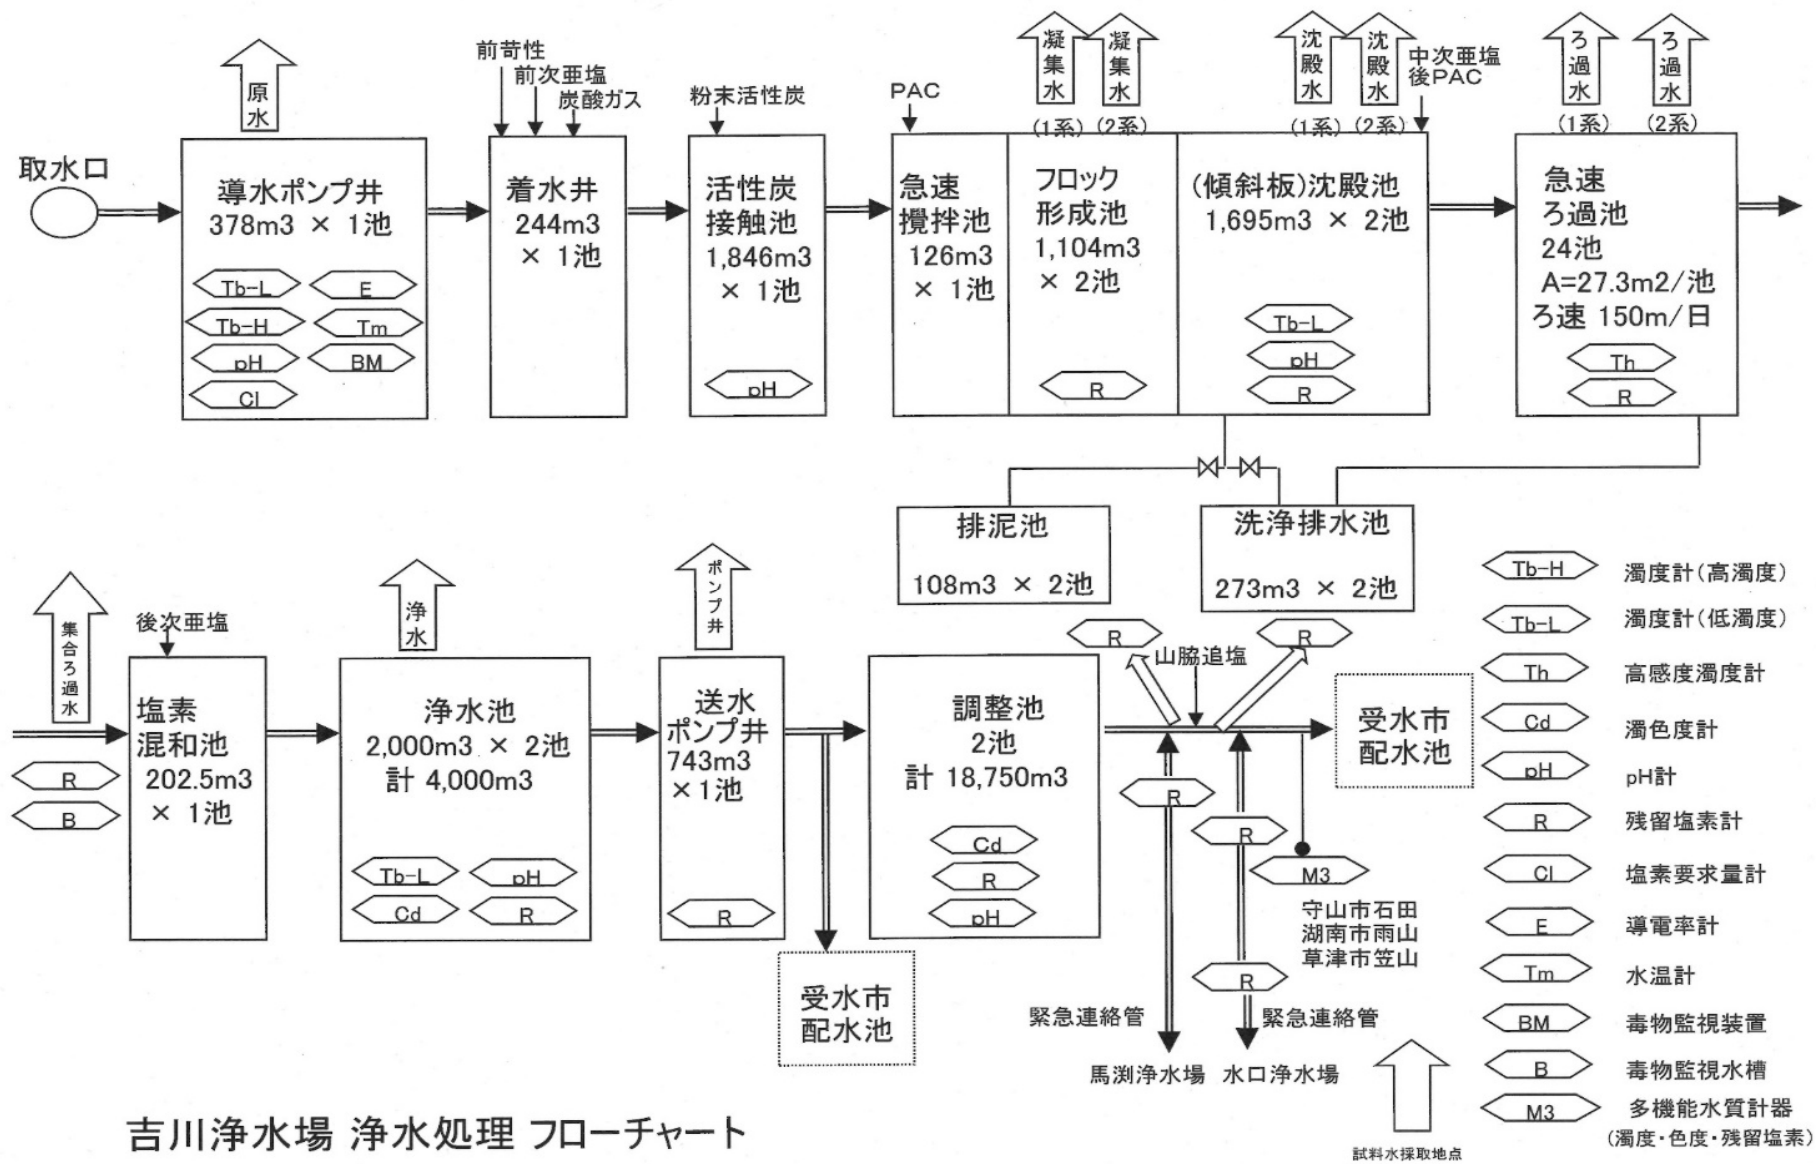 取水口
原水
導水ポンプ井
378m3 × 1池
Tb-L
E
Tb-H
Tm
pH
BM
Cl
前苛性
前次亜塩
炭酸ガス
着水井
244m3
× 1池
粉末活性炭
活性炭
接触池
1,846m3
× 1池
pH
PAC
急速
攪拌池
126m3
× 1池
凝集水
(1系)
凝集水
(2系)
フロック
形成池
1,104m3
× 2池
R
沈殿水
(1系)
沈殿水
(2系)
中次亜塩
後PAC
(傾斜板)沈殿池
1,695m3 × 2池
Tb-L
pH
R
ろ過水
(1系)
ろ過水
(2系)
急速
ろ過池
24池
A=27.3m2/池
ろ速 150m/日
Th
R
排泥池
108m3 × 2池
洗浄排水池
273m3 × 2池
集合ろ過水
R
B
後次亜塩
塩素
混和池
202.5m3
× 1池
浄水
浄水池
2,000m3 × 2池
計 4,000m3
Tb-L
pH
Cd
R
ポンプ井
送水
ポンプ井
743m3
×1池
R
受水市
配水池
調整池
2池
計 18,750m3
Cd
R
pH
R
山脇追塩
R
受水市
配水池
R
R
R
M3
守山市石田
湖南市雨山
草津市笠山
緊急連絡管
緊急連絡管
馬渕浄水場
水口浄水場
試料水採取地点
Tb-H 濁度計(高濁度)
Tb-L 濁度計(低濁度)
Th 高感度濁度計
Cd 濁色度計
pH pH計
R 残留塩素計
Cl 塩素要求量計
E 導電率計
Tm 水温計
BM 毒物監視装置
B 毒物監視水槽
M3 多機能水質計器
(濁度・色度・残留塩素)
吉川浄水場 浄水処理 フローチャート